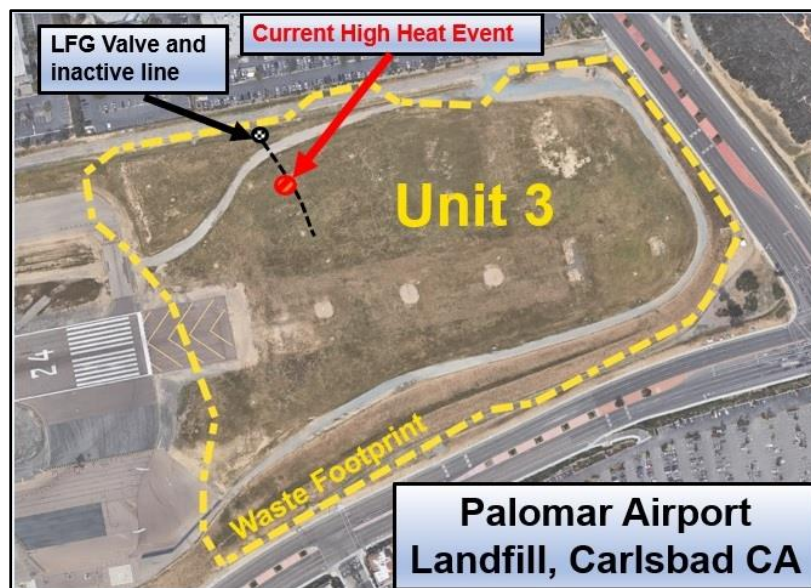 LFG Valve and
inactive line
Current High Heat Event
Unit 3
24
Waste Footprint
Palomar Airport
Landfill, Carlsbad CA